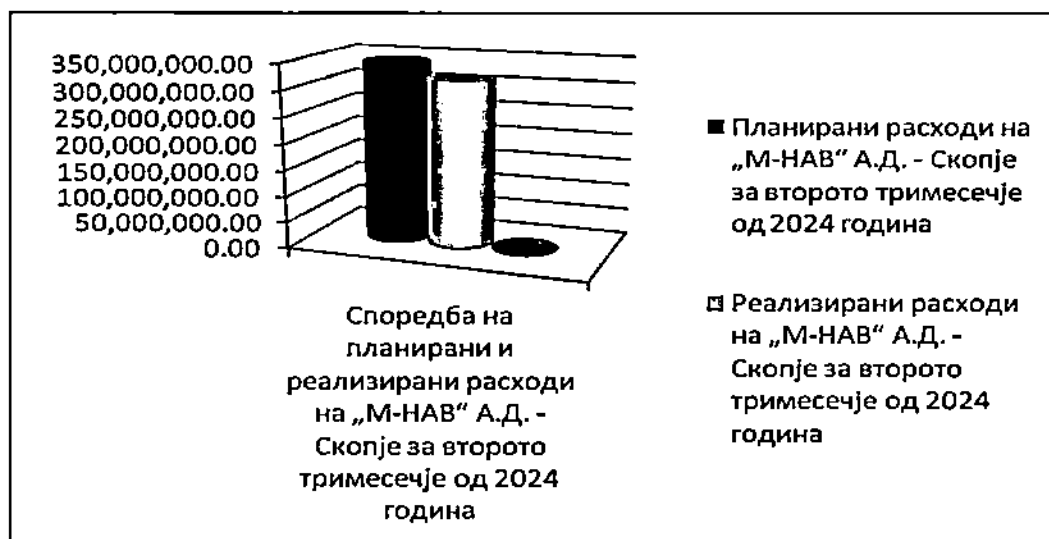 350,000,000.00
300,000,000.00
250,000,000.00
200,000,000.00
150,000,000.00
100,000,000.00
50,000,000.00
0.00
Споредба на
планирани и
реализирани расходи
на „М-НАВ“ А.Д. -
Скопје за второто
тримесечје од 2024
година
Планирани расходи на
„М-НАВ“ А.Д. - Скопје
за второто тримесечје
од 2024 година
Реализирани расходи
на „М-НАВ“ А.Д. -
Скопје за второто
тримесечје од 2024
година